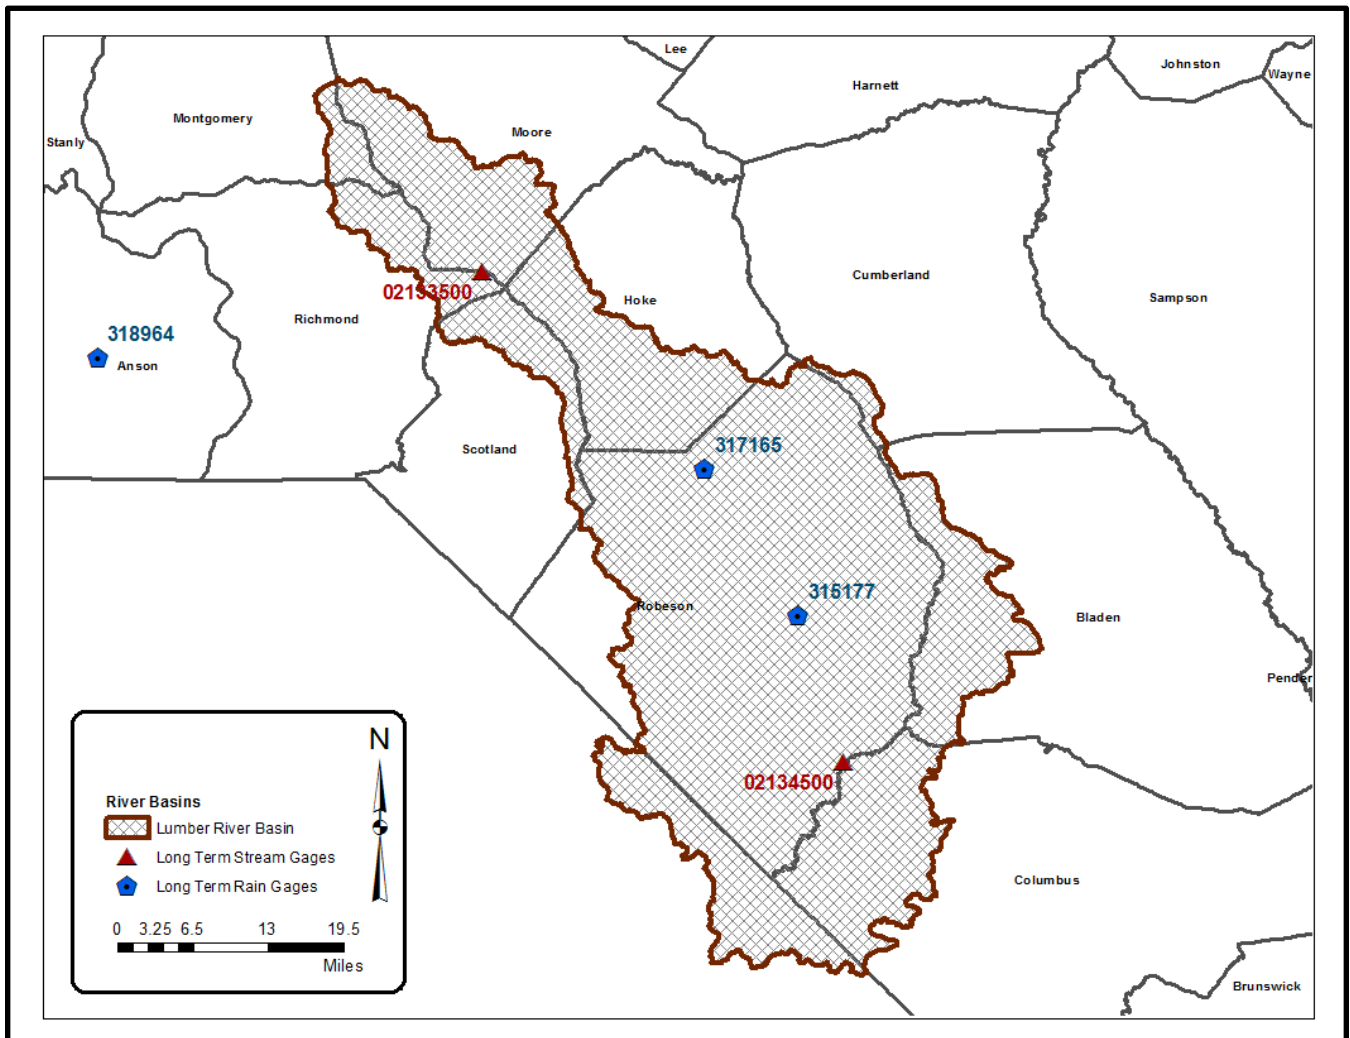 Lee
Johnston
Wayne
Harnett
Montgomery
Moore
Stanly
Cumberland
Sampson
02133500
Hoke
Richmond
318964
Anson
317165
Scotland
315177
Robeson
Bladen
Pender
02134500
Columbus
Brunswick
N
River Basins
Lumber River Basin
Long Term Stream Gages
Long Term Rain Gages
0 3.25 6.5 13 19.5
Miles